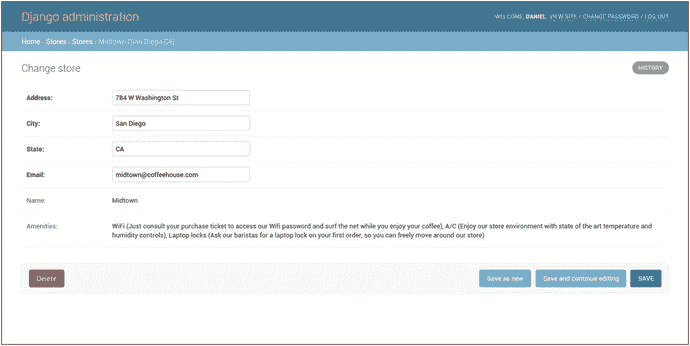 Django administration
WELCOME, DANIEL. VIEW SITE / CHANGE PASSWORD / LOG OUT
Home › Stores › Stores › Midtown (San Diego,CA)
Change store
HISTORY
Address: 784 W Washington St
City: San Diego
State: CA
Email: midtown@coffeehouse.com
Name: Midtown
Amenities: WiFi (Just consult your purchase ticket to access our Wifi password and surf the net while you enjoy your coffee), A/C (Enjoy our store environment with state of the art temperature and
humidity controls), Laptop locks (Ask our baristas for a laptop lock on your first order, so you can freely move around our store)
Delete
Save as new
Save and continue editing
SAVE